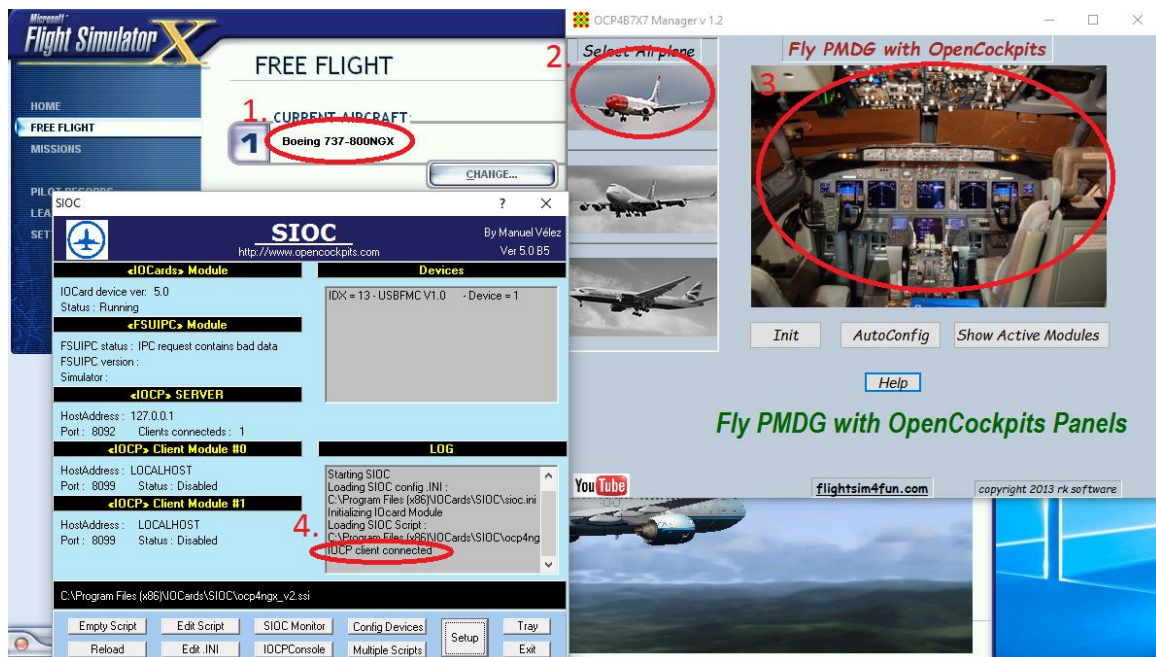 Microsoft
Flight Simulator X
FREE FLIGHT
HOME
FREE FLIGHT
MISSIONS
1.
CURRENT AIRCRAFT:
1
Boeing 737-800NGX
CHANGE...
PILOT RECORDS
SIOC
? X
SIOC
http://www.opencockpits.com
By Manuel Vélez
Ver 5.0 B5
«IOCards» Module
IOCard device ver: 5.0
Status : Running
«FSUIPC» Module
FSUIPC status : IPC request contains bad data
FSUIPC version :
Simulator :
«IOCP» SERVER
HostAddress : 127.0.0.1
Port : 8092 Clients connecteds : 1
«IOCP» Client Module #0
HostAddress : LOCALHOST
Port : 8099 Status : Disabled
«IOCP» Client Module #1
HostAddress : LOCALHOST
Port : 8099 Status : Disabled
Devices
IDX = 13 - USBFMC V1.0 - Device = 1
LOG
Starting SIOC
Loading SIOC config .INI :
C:\Program Files (x86)\IOCards\SIOC\sioc.ini
Initializing IOcard Module
Loading SIOC Script :
C:\Program Files (x86)\IOCards\SIOC\ocp4ng
4.
IOCP client connected
C:\Program Files (x86)\IOCards\SIOC\ocp4ngx_v2.ssi
Empty Script
Edit Script
SIOC Monitor
Config Devices
Setup
Tray
Reload
Edit .INI
IOCPConsole
Multiple Scripts
Exit
OCP4B7X7 Manager v 1.2
2.
Select Airplane
Fly PMDG with OpenCockpits
3
Init
AutoConfig
Show Active Modules
Help
Fly PMDG with OpenCockpits Panels
YouTube
flightsim4fun.com
copyright 2013 rk software